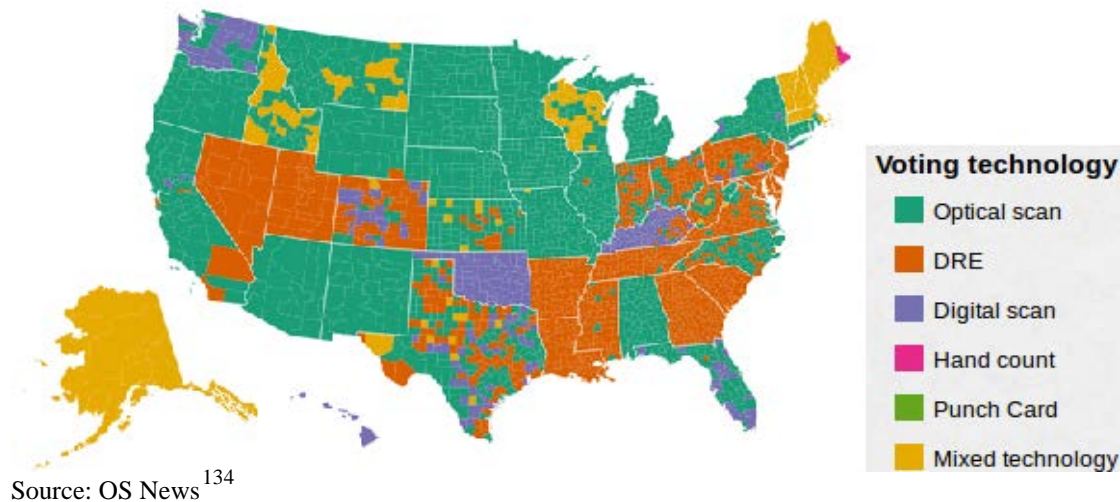 Voting technology
Optical scan
DRE
Digital scan
Hand count
Punch Card
Mixed technology
Source: OS News134